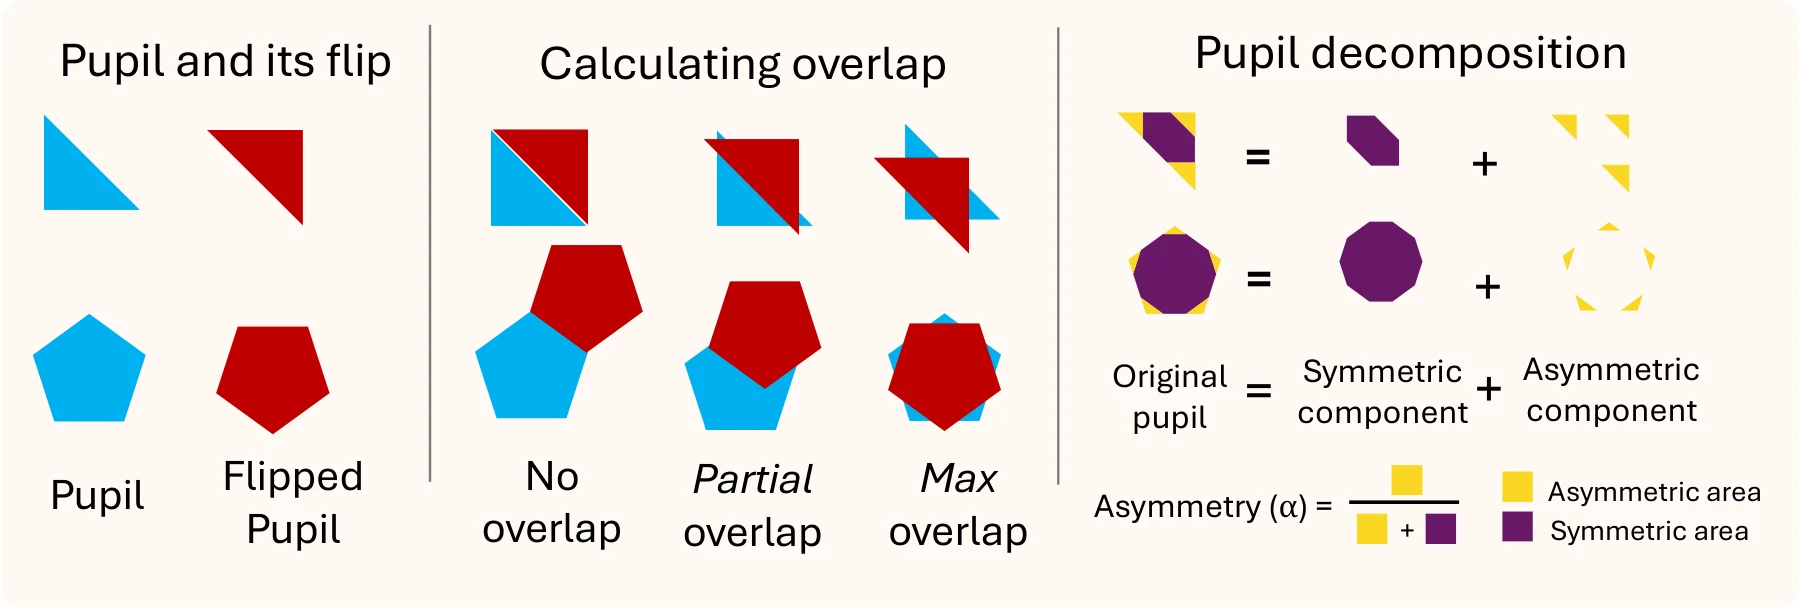 Pupil and its flip
Pupil
Flipped
Pupil
Calculating overlap
No
overlap
Partial
overlap
Max
overlap
Pupil decomposition
= +
= +
Original
pupil
=
Symmetric
component
+
Asymmetric
component
Asymmetry (α) =
+
Asymmetric area
Symmetric area